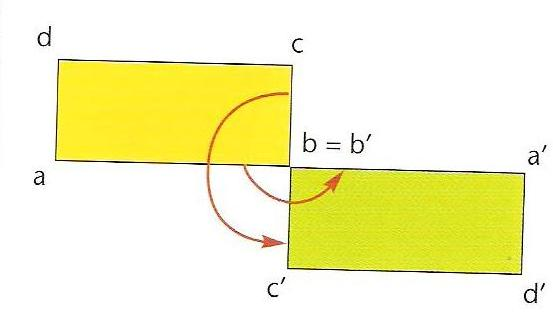 d
c
b = b′
a′
a
c′
d′